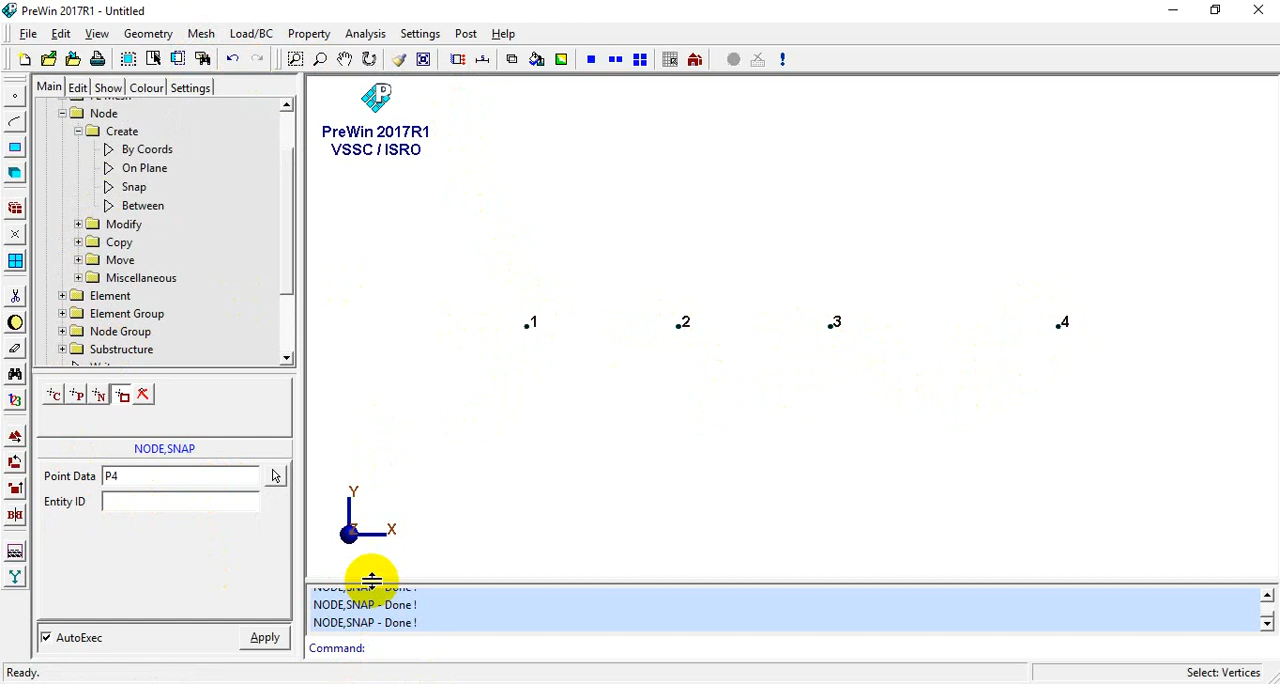 PreWin 2017R1 - Untitled
File Edit View Geometry Mesh Load/BC Property Analysis Settings Post Help
Main Edit Show Colour Settings
Node
Create
By Coords
On Plane
Snap
Between
Modify
Copy
Move
Miscellaneous
Element
Element Group
Node Group
Substructure
C P N
NODE,SNAP
Point Data P4
Entity ID
AutoExec Apply
PreWin 2017R1
VSSC / ISRO
1 2 3 4
Y
Z X
NODE,SNAP - Done !
NODE,SNAP - Done !
NODE,SNAP - Done !
Command:
Ready. Select: Vertices